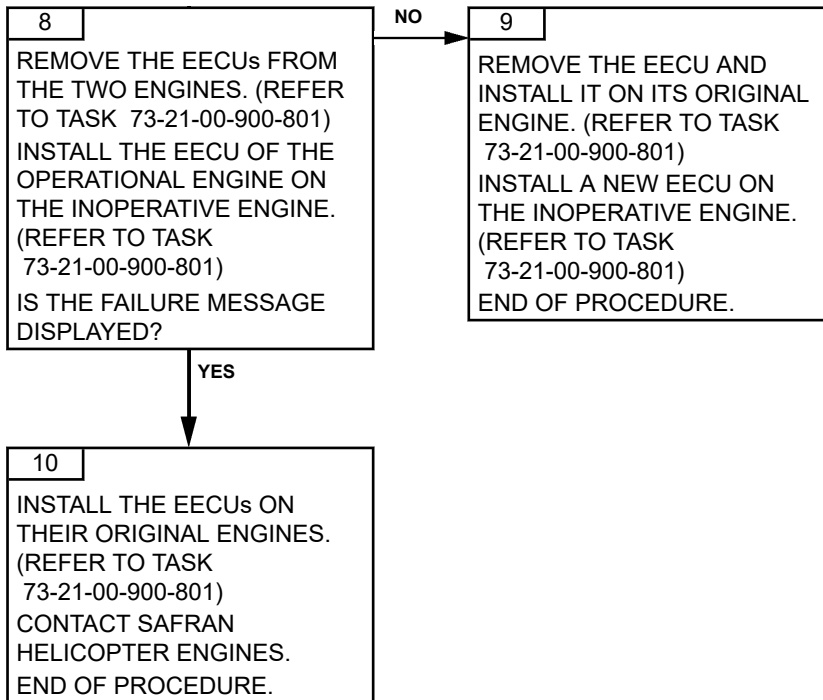 8
REMOVE THE EECUs FROM
THE TWO ENGINES. (REFER
TO TASK 73-21-00-900-801)
INSTALL THE EECU OF THE
OPERATIONAL ENGINE ON
THE INOPERATIVE ENGINE.
(REFER TO TASK
73-21-00-900-801)
IS THE FAILURE MESSAGE
DISPLAYED?
NO
9
REMOVE THE EECU AND
INSTALL IT ON ITS ORIGINAL
ENGINE. (REFER TO TASK
73-21-00-900-801)
INSTALL A NEW EECU ON
THE INOPERATIVE ENGINE.
(REFER TO TASK
73-21-00-900-801)
END OF PROCEDURE.
YES
10
INSTALL THE EECUs ON
THEIR ORIGINAL ENGINES.
(REFER TO TASK
73-21-00-900-801)
CONTACT SAFRAN
HELICOPTER ENGINES.
END OF PROCEDURE.